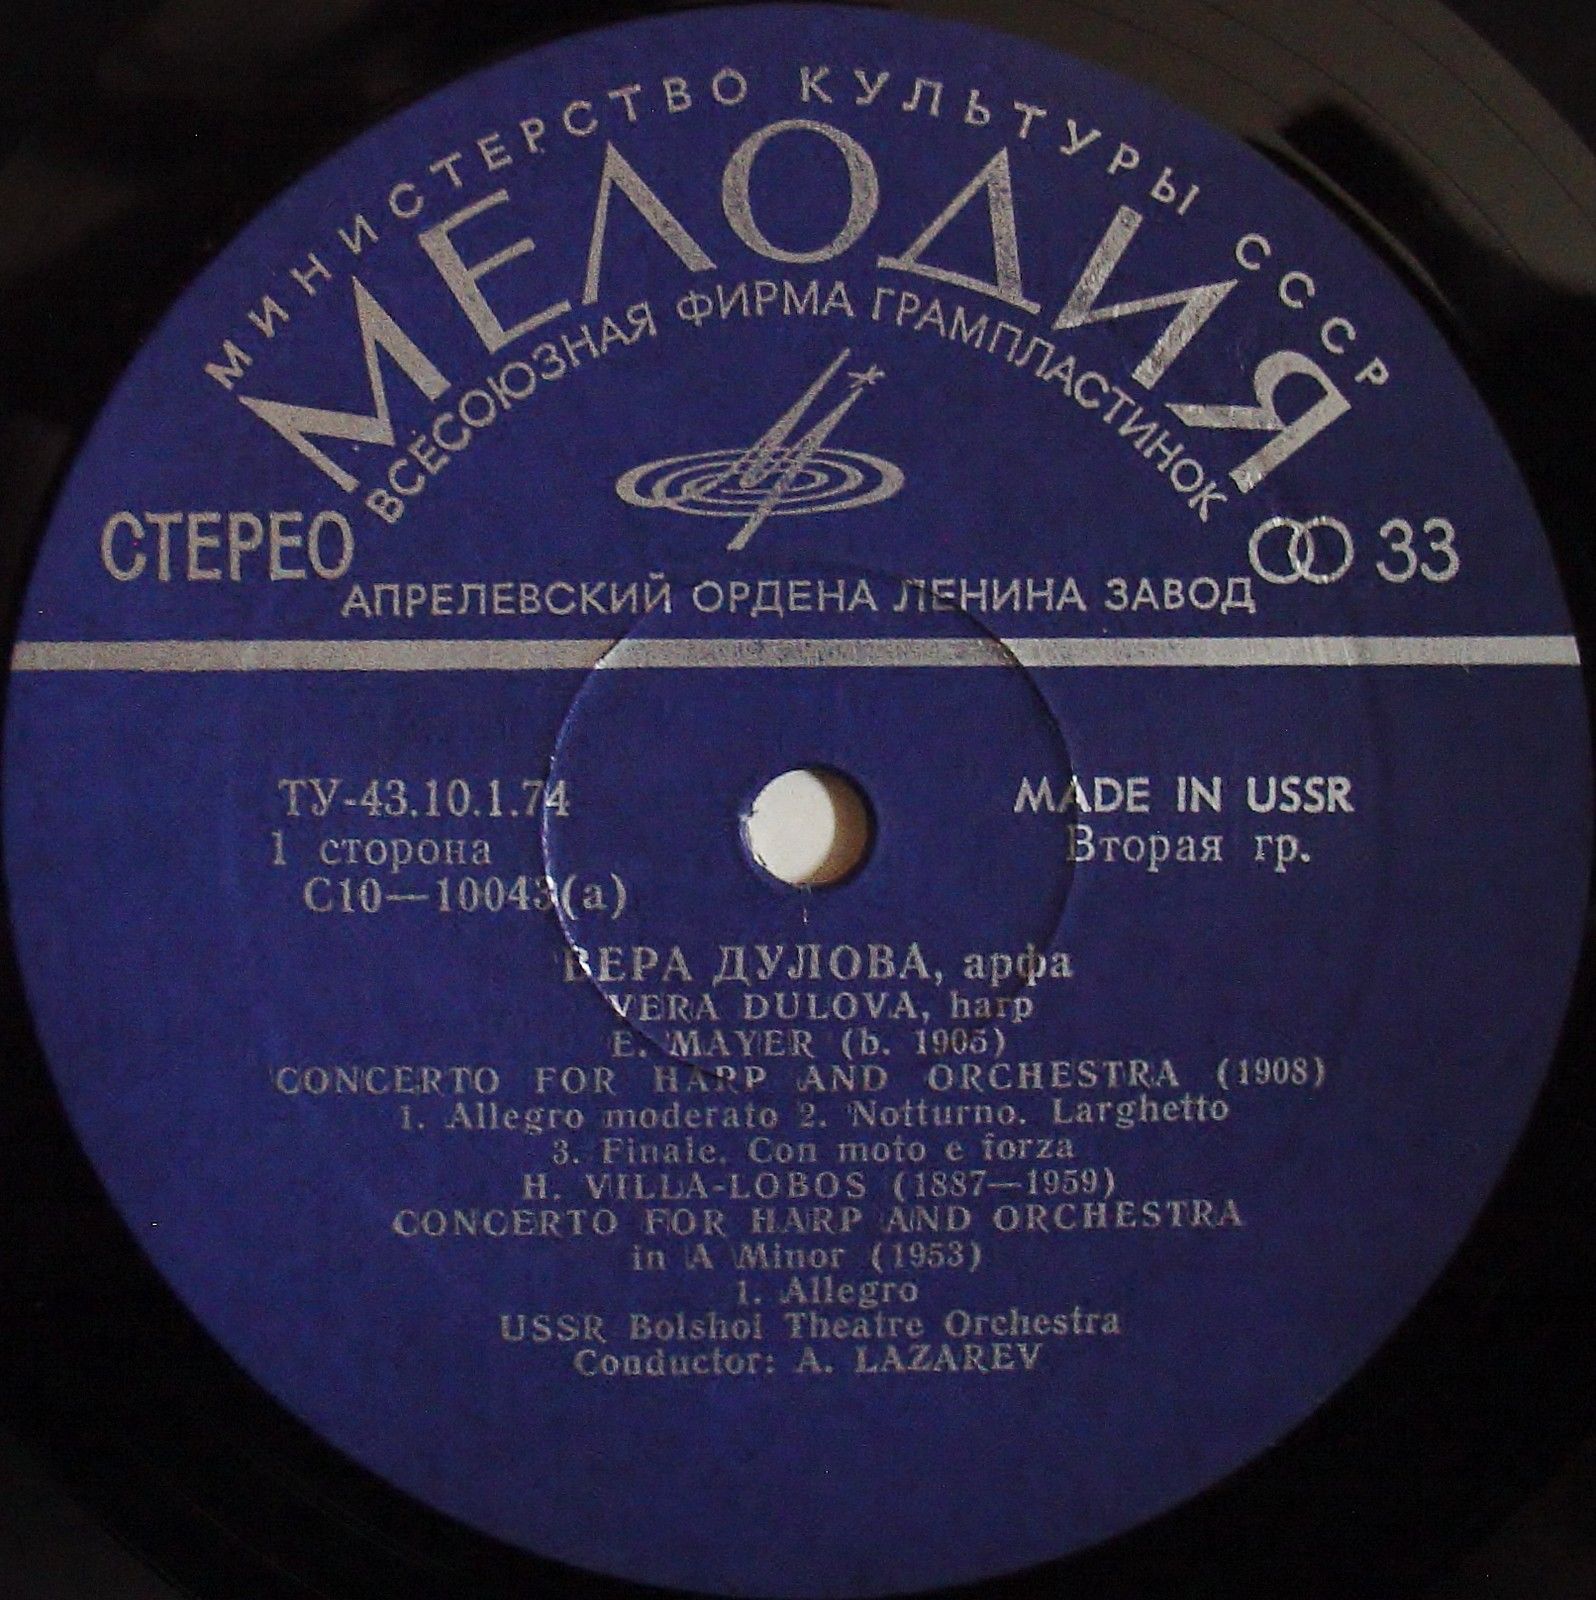 МИНИСТЕРСТВО КУЛЬТУРЫ СССР
МЕЛОДИЯ
ВСЕСОЮЗНАЯ ФИРМА ГРАМПЛАСТИНОК
СТЕРЕО
33
АПРЕЛЕВСКИЙ ОРДЕНА ЛЕНИНА ЗАВОД
ТУ-43.10.1.74
1 сторона
С10—10043(а)
MADE IN USSR
Вторая гр.
ВЕРА ДУЛОВА, арфа
VERA DULOVA, harp
E. MAYER (b. 1905)
CONCERTO FOR HARP AND ORCHESTRA (1908)
1. Allegro moderato 2. Notturno. Larghetto
3. Finale. Con moto e forza
H. VILLA-LOBOS (1887—1959)
CONCERTO FOR HARP AND ORCHESTRA
in A Minor (1953)
1. Allegro
USSR Bolshoi Theatre Orchestra
Conductor: A. LAZAREV